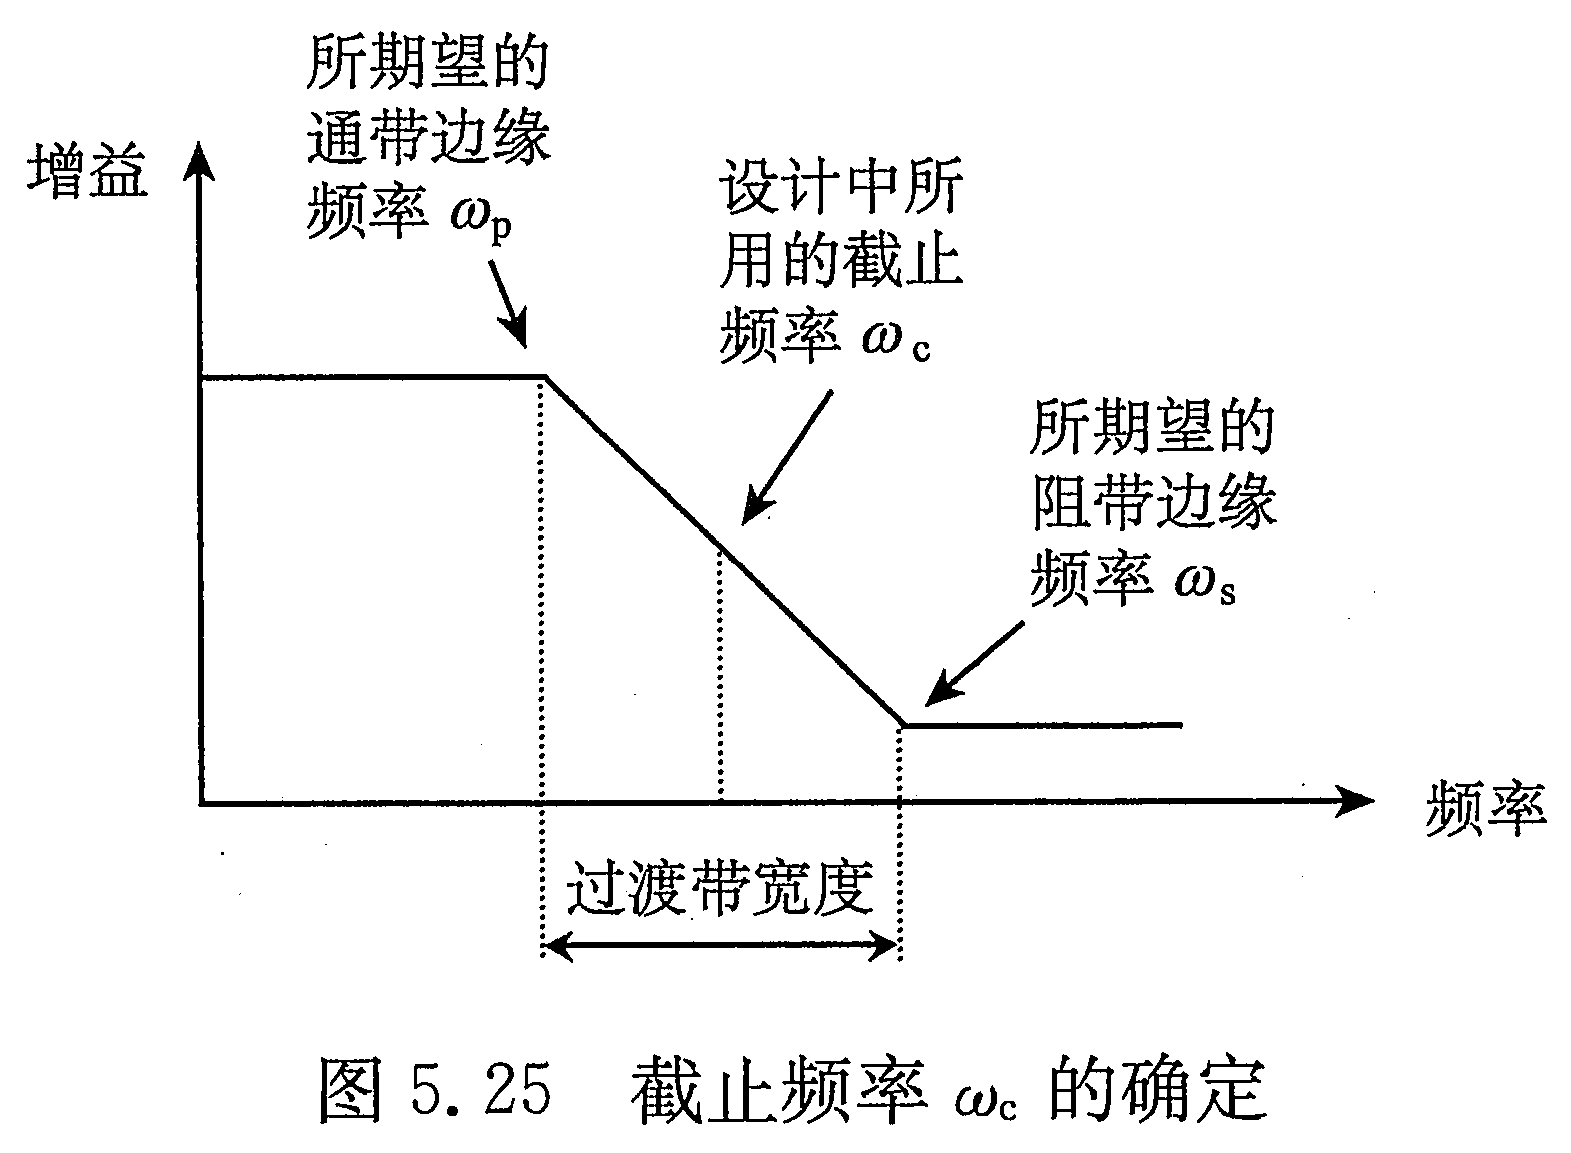 所期望的
通带边缘
频率 ωp
增益
设计中所
用的截止
频率 ωc
所期望的
阻带边缘
频率 ωs
频率
过渡带宽度
图 5.25 截止频率 ωc 的确定